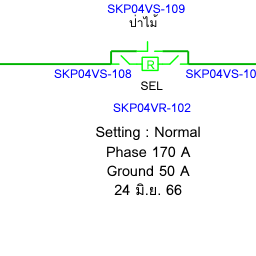 SKP04VS-109
ป่าไม้
R
SKP04VS-108
SKP04VS-10
SEL
SKP04VR-102
Setting : Normal
Phase 170 A
Ground 50 A
24 มิ.ย. 66